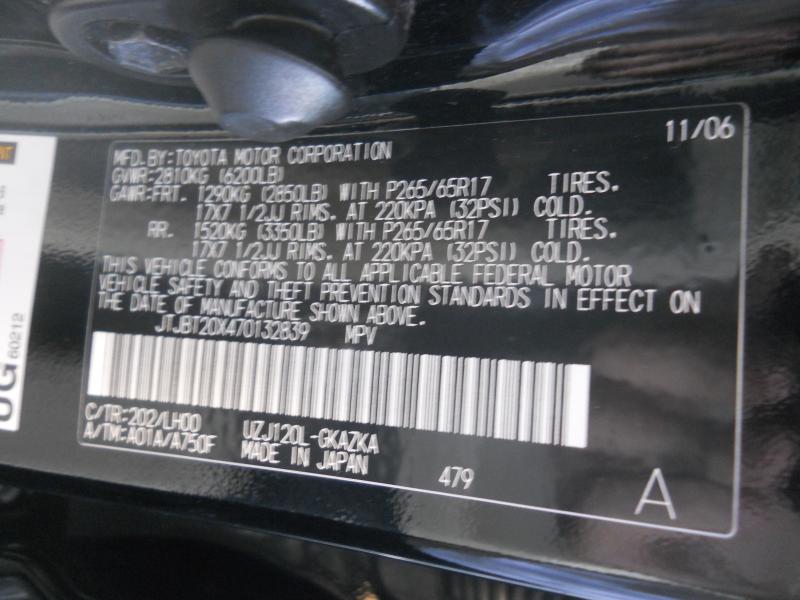 11/06
MFD.BY:TOYOTA MOTOR CORPORATION
GVWR:2810KG (6200LB)
GAWR:FRT. 1290KG (2850LB) WITH P265/65R17 TIRES.
17X7 1/2JJ RIMS. AT 220KPA (32PSI) COLD.
RR. 1520KG (3350LB) WITH P265/65R17 TIRES.
17X7 1/2JJ RIMS. AT 220KPA (32PSI) COLD.
THIS VEHICLE CONFORMS TO ALL APPLICABLE FEDERAL MOTOR
VEHICLE SAFETY AND THEFT PREVENTION STANDARDS IN EFFECT ON
THE DATE OF MANUFACTURE SHOWN ABOVE.
JTJBT20X470132839 MPV
C/TR:202/LH00 UZJ120L-GKAZKA
A/TM:A01A/A750F MADE IN JAPAN
479
A
UG
60212